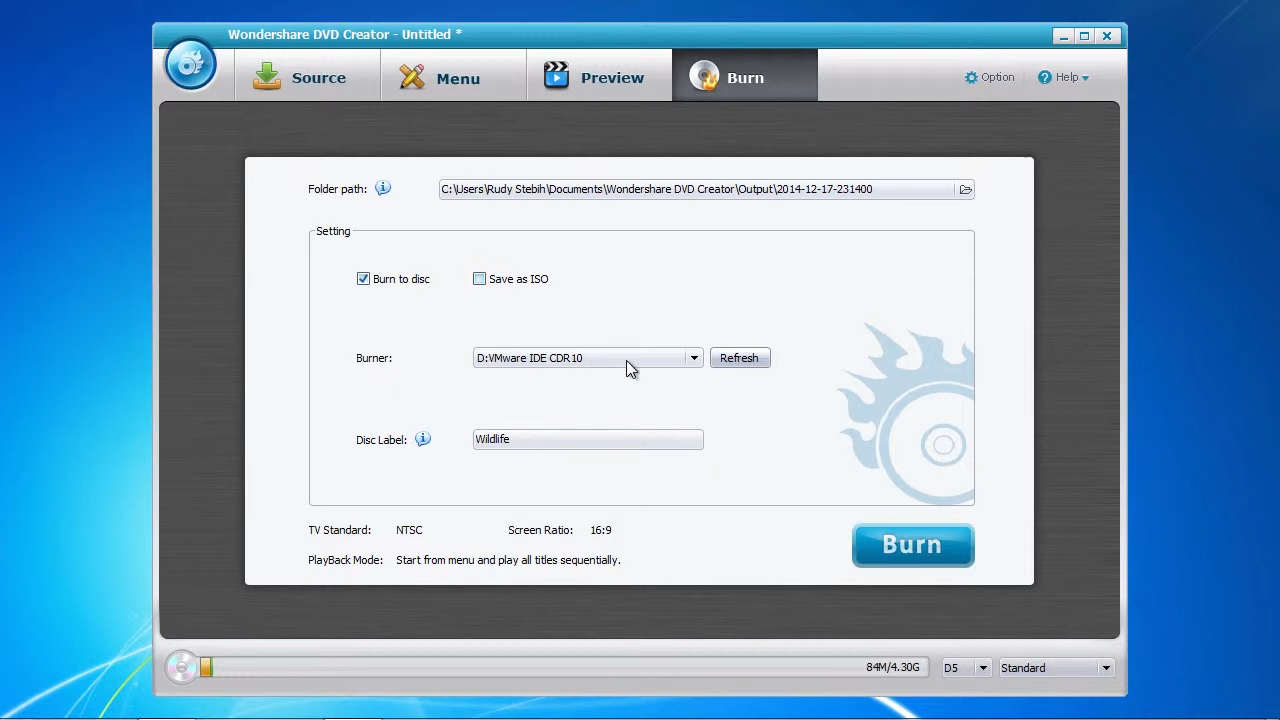 Wondershare DVD Creator - Untitled *
Source Menu Preview Burn Option Help
Folder path: C:\Users\Rudy Stebih\Documents\Wondershare DVD Creator\Output\2014-12-17-231400
Setting
Burn to disc Save as ISO
Burner: D:VMware IDE CDR10 Refresh
Disc Label: Wildlife
TV Standard: NTSC Screen Ratio: 16:9
Burn
PlayBack Mode: Start from menu and play all titles sequentially.
84M/4.30G D5 Standard